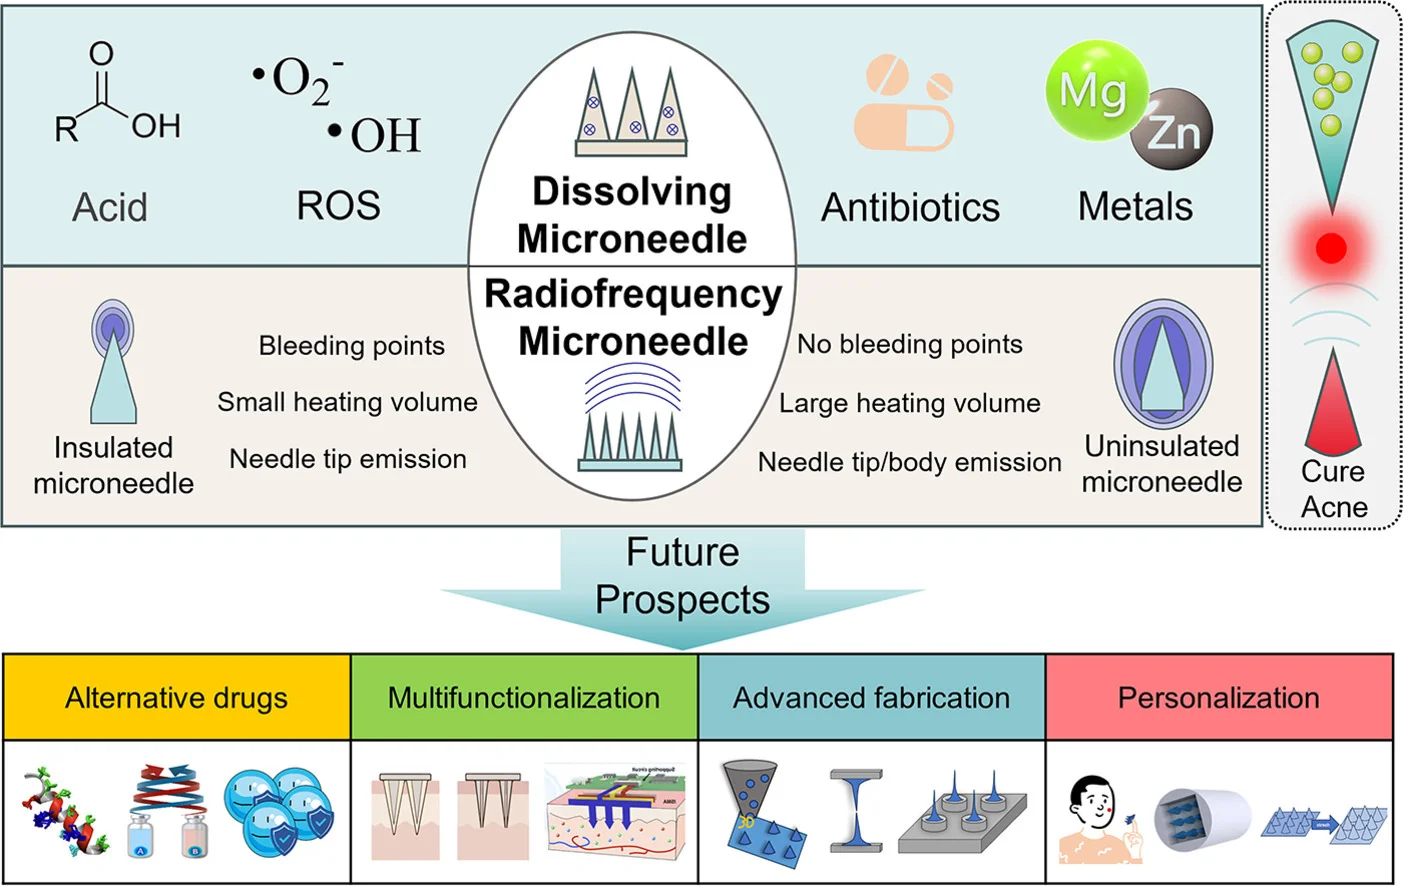 O
R
OH
Acid
•O2-
•OH
ROS
Dissolving
Microneedle
Antibiotics
Mg
Zn
Metals
Insulated
microneedle
Bleeding points
Small heating volume
Needle tip emission
Radiofrequency
Microneedle
No bleeding points
Large heating volume
Needle tip/body emission
Uninsulated
microneedle
Cure
Acne
Future
Prospects
Alternative drugs
Multifunctionalization
Advanced fabrication
Personalization
A
B
3D